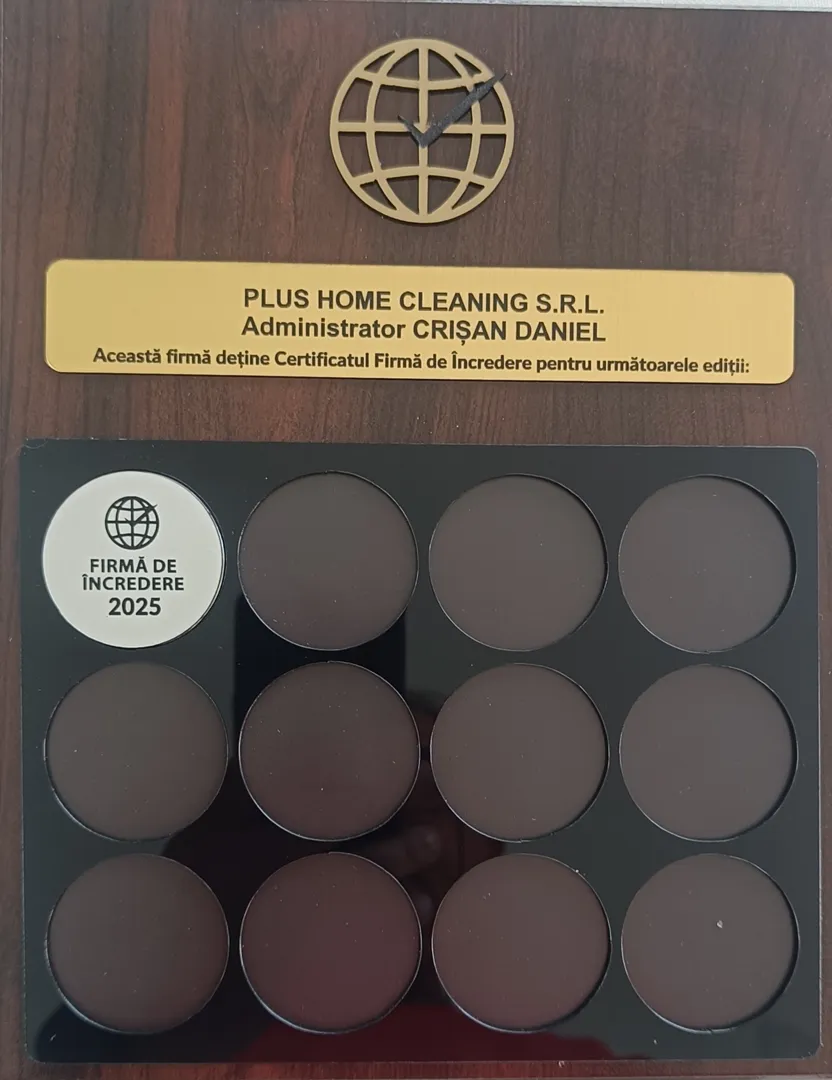 PLUS HOME CLEANING S.R.L.
Administrator CRIȘAN DANIEL
Această firmă deține Certificatul Firmă de Încredere pentru următoarele ediții:
FIRMĂ DE
ÎNCREDERE
2025